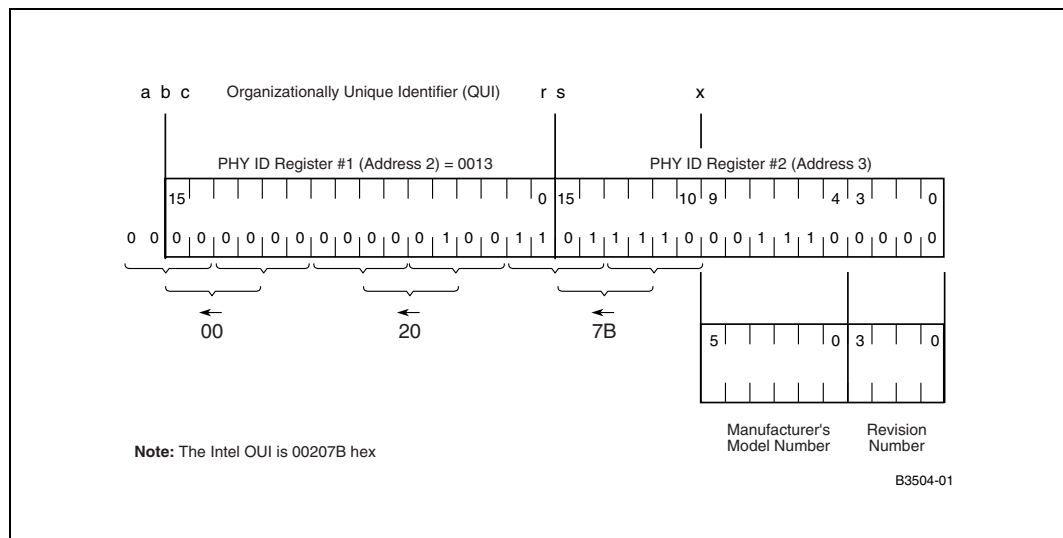 a b c Organizationally Unique Identifier (QUI) r s x
PHY ID Register #1 (Address 2) = 0013 PHY ID Register #2 (Address 3)
15 0 15 10 9 4 3 0
0 0 0 0 0 0 0 0 0 0 0 0 0 1 0 0 1 1 0 1 1 1 1 0 0 0 1 1 1 0 0 0 0 0
00 20 7B
5 0 3 0
Manufacturer's Revision
Model Number Number
Note: The Intel OUI is 00207B hex
B3504-01